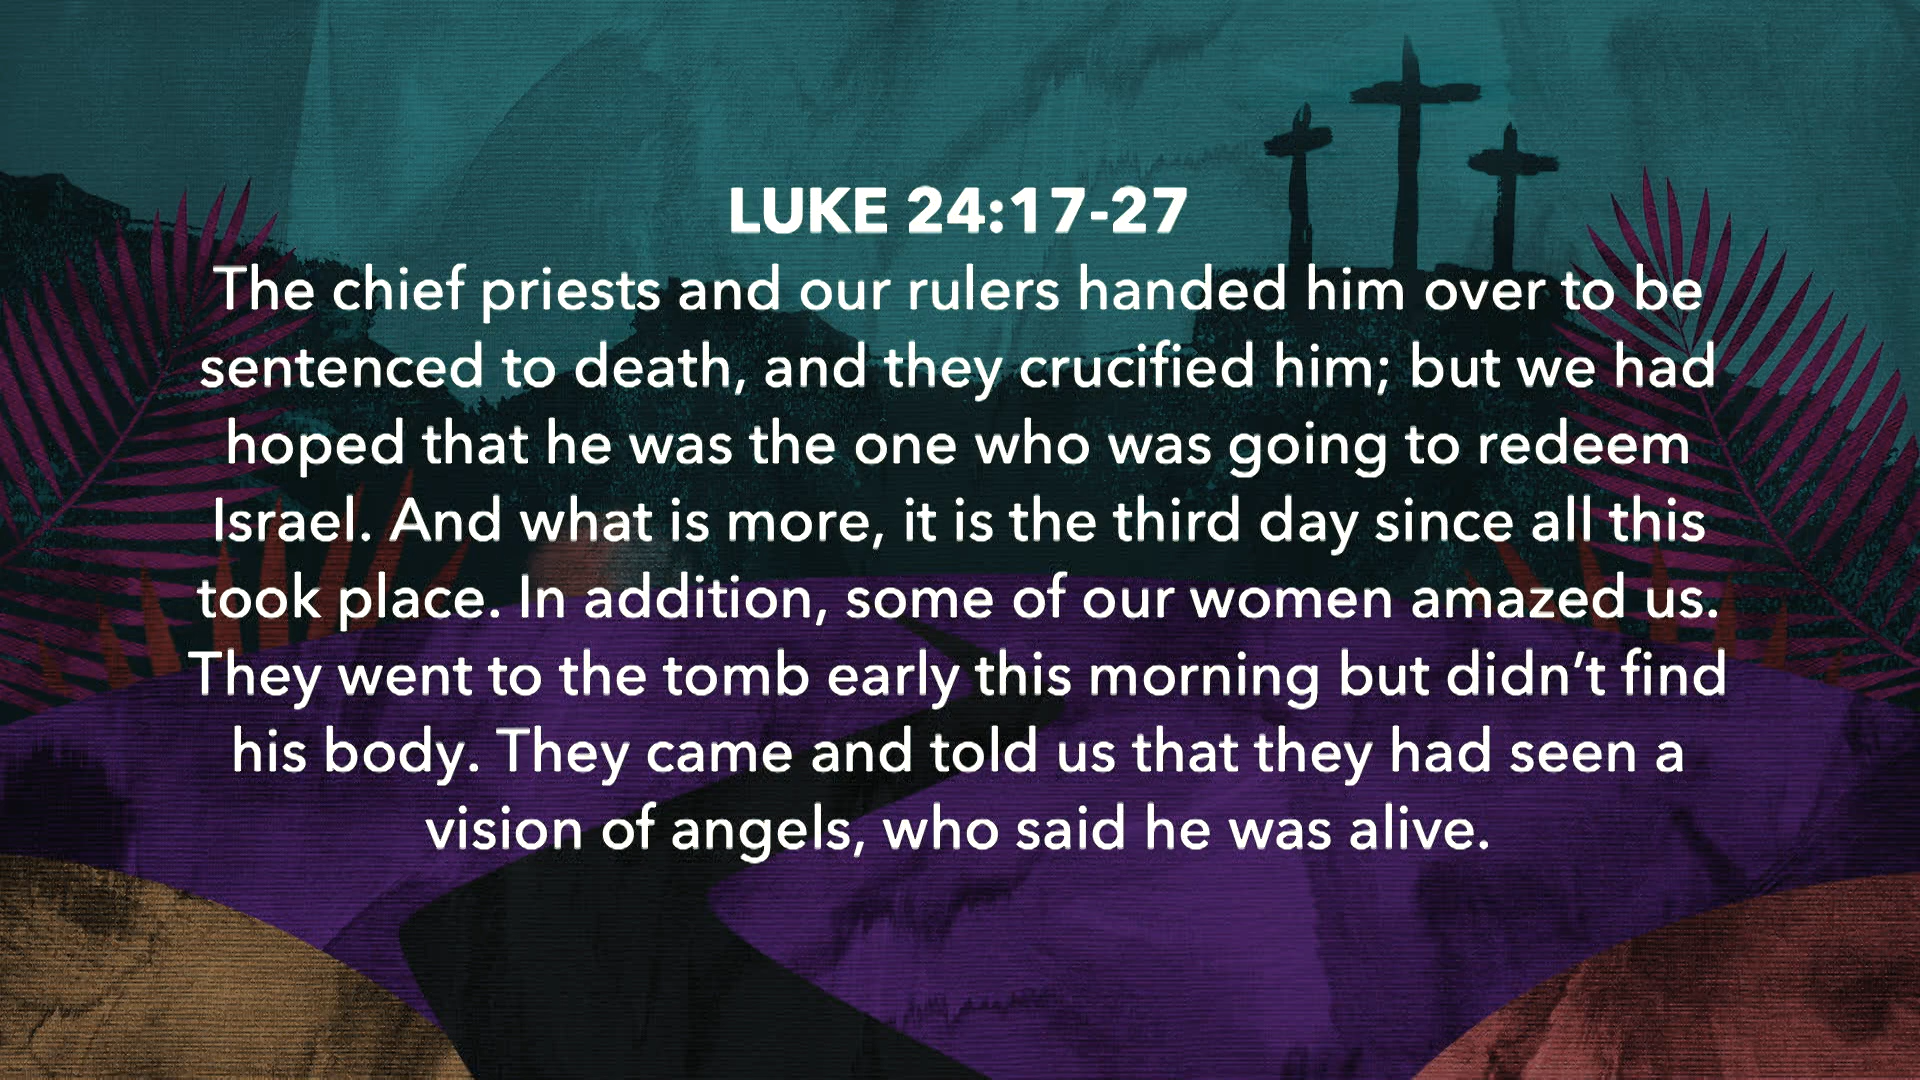 LUKE 24:17-27
The chief priests and our rulers handed him over to be
sentenced to death, and they crucified him; but we had
hoped that he was the one who was going to redeem
Israel. And what is more, it is the third day since all this
took place. In addition, some of our women amazed us.
They went to the tomb early this morning but didn’t find
his body. They came and told us that they had seen a
vision of angels, who said he was alive.